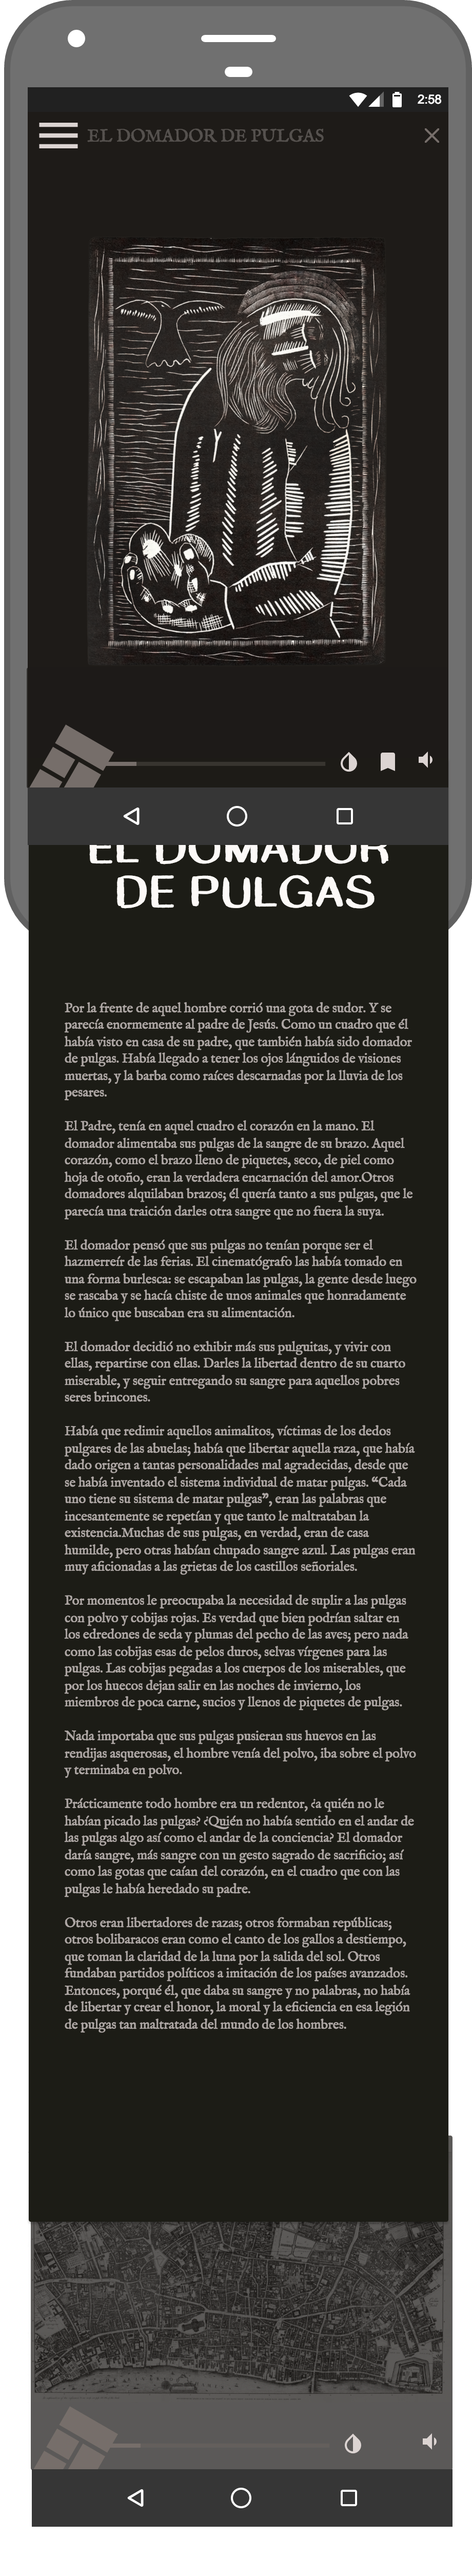 2:58
EL DOMADOR DE PULGAS
EL DOMADOR
DE PULGAS
Por la frente de aquel hombre corrió una gota de sudor. Y se
parecía enormemente al padre de Jesús. Como un cuadro que él
había visto en casa de su padre, que también había sido domador
de pulgas. Había llegado a tener los ojos lánguidos de visiones
muertas, y la barba como raíces descarnadas por la lluvia de los
pesares.
El Padre, tenía en aquel cuadro el corazón en la mano. El
domador alimentaba sus pulgas de la sangre de su brazo. Aquel
corazón, como el brazo lleno de piquetes, seco, de piel como
hoja de otoño, eran la verdadera encarnación del amor.Otros
domadores alquilaban brazos; él quería tanto a sus pulgas, que le
parecía una traición darles otra sangre que no fuera la suya.
El domador pensó que sus pulgas no tenían porque ser el
hazmerreír de las ferias. El cinematógrafo las había tomado en
una forma burlesca: se escapaban las pulgas, la gente desde luego
se rascaba y se hacía chiste de unos animales que honradamente
lo único que buscaban era su alimentación.
El domador decidió no exhibir más sus pulguitas, y vivir con
ellas, repartirse con ellas. Darles la libertad dentro de su cuarto
miserable, y seguir entregando su sangre para aquellos pobres
seres brincones.
Había que redimir aquellos animalitos, víctimas de los dedos
pulgares de las abuelas; había que libertar aquella raza, que había
dado origen a tantas personalidades mal agradecidas, desde que
se había inventado el sistema individual de matar pulgas. “Cada
uno tiene su sistema de matar pulgas”, eran las palabras que
incesantemente se repetían y que tanto le maltrataban la
existencia.Muchas de sus pulgas, en verdad, eran de casa
humilde, pero otras habían chupado sangre azul. Las pulgas eran
muy aficionadas a las grietas de los castillos señoriales.
Por momentos le preocupaba la necesidad de suplir a las pulgas
con polvo y cobijas rojas. Es verdad que bien podrían saltar en
los edredones de seda y plumas del pecho de las aves; pero nada
como las cobijas esas de pelos duros, selvas vírgenes para las
pulgas. Las cobijas pegadas a los cuerpos de los miserables, que
por los huecos dejan salir en las noches de invierno, los
miembros de poca carne, sucios y llenos de piquetes de pulgas.
Nada importaba que sus pulgas pusieran sus huevos en las
rendijas asquerosas, el hombre venía del polvo, iba sobre el polvo
y terminaba en polvo.
Prácticamente todo hombre era un redentor, ¿a quién no le
habían picado las pulgas? ¿Quién no había sentido en el andar de
las pulgas algo así como el andar de la conciencia? El domador
daría sangre, más sangre con un gesto sagrado de sacrificio; así
como las gotas que caían del corazón, en el cuadro que con las
pulgas le había heredado su padre.
Otros eran libertadores de razas; otros formaban repúblicas;
otros bolibaracos eran como el canto de los gallos a destiempo,
que toman la claridad de la luna por la salida del sol. Otros
fundaban partidos políticos a imitación de los países avanzados.
Entonces, porqué él, que daba su sangre y no palabras, no había
de libertar y crear el honor, la moral y la eficiencia en esa legión
de pulgas tan maltratada del mundo de los hombres.